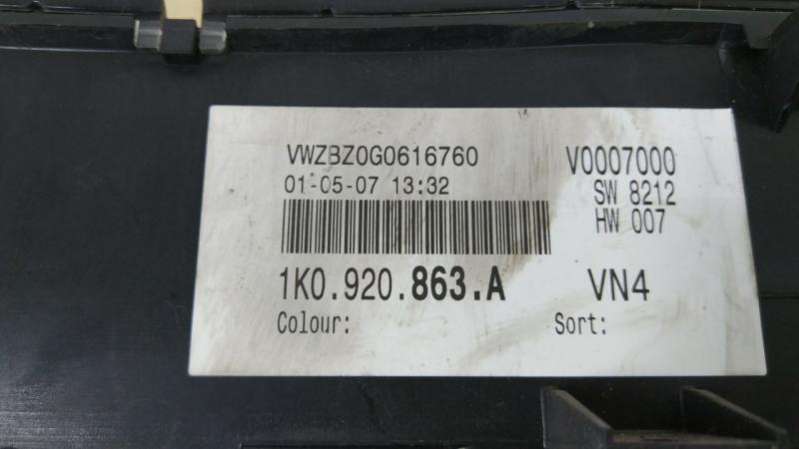 VWZBZ0G0616760
01-05-07 13:32
V0007000
SW 8212
HW 007
1K0.920.863.A VN4
Colour: Sort: